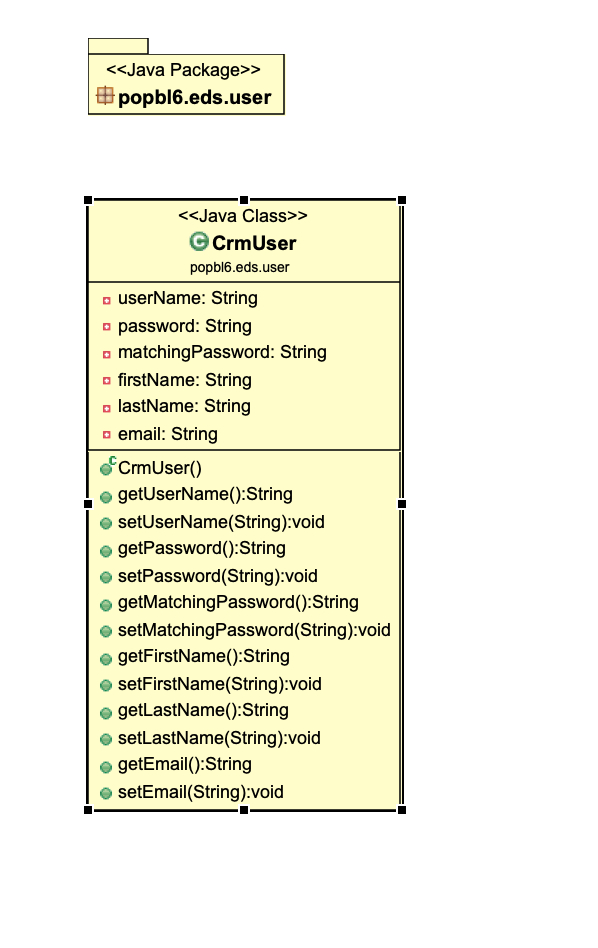 <<Java Package>>
popbl6.eds.user
<<Java Class>>
CrmUser
popbl6.eds.user
userName: String
password: String
matchingPassword: String
firstName: String
lastName: String
email: String
CrmUser()
getUserName():String
setUserName(String):void
getPassword():String
setPassword(String):void
getMatchingPassword():String
setMatchingPassword(String):void
getFirstName():String
setFirstName(String):void
getLastName():String
setLastName(String):void
getEmail():String
setEmail(String):void